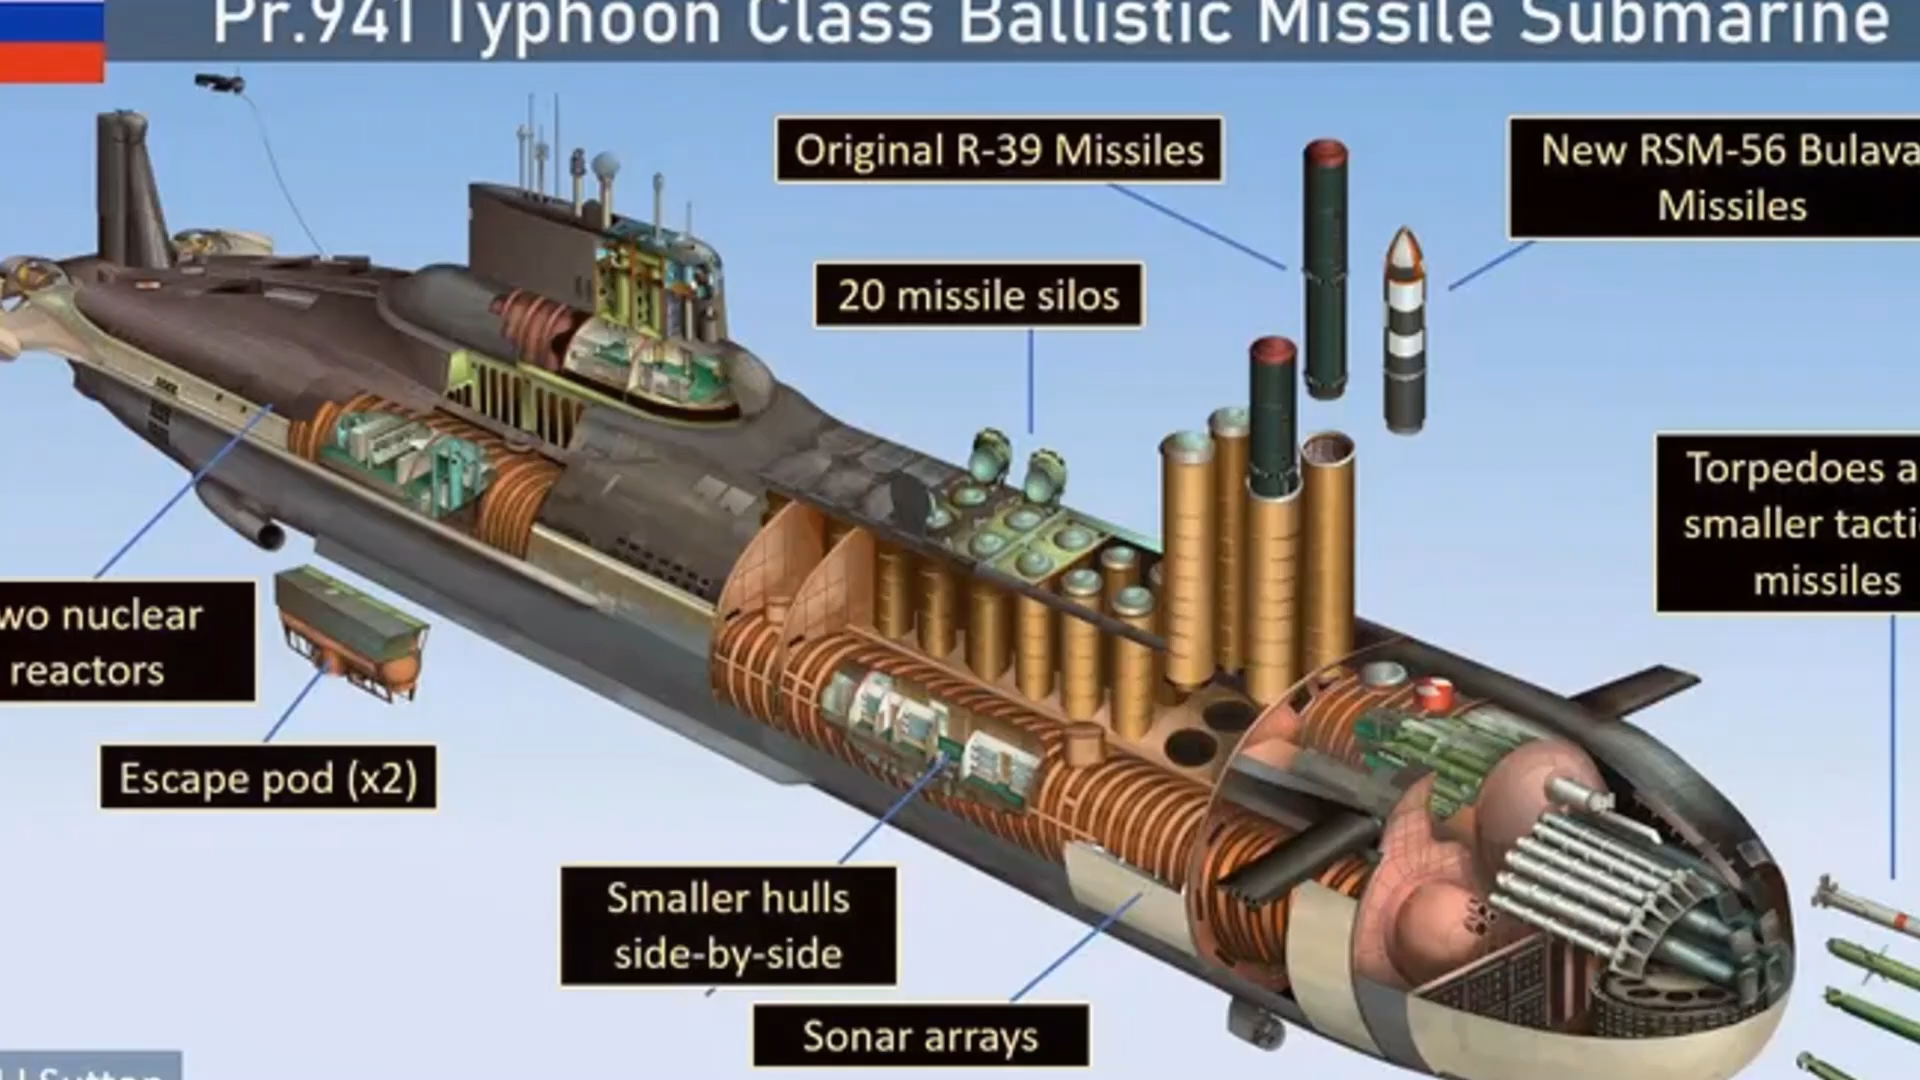 Pr.941 Typhoon Class Ballistic Missile Submarine
Original R-39 Missiles
New RSM-56 Bulava
Missiles
20 missile silos
Torpedoes a
smaller tacti
missiles
wo nuclear
reactors
Escape pod (x2)
Smaller hulls
side-by-side
Sonar arrays
H I Sutton